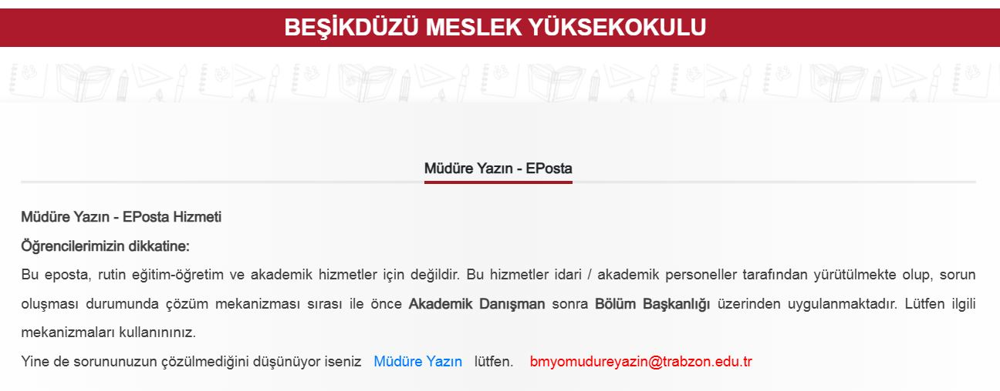 BEŞİKDÜZÜ MESLEK YÜKSEKOKULU
Müdüre Yazın - EPosta
Müdüre Yazın - EPosta Hizmeti
Öğrencilerimizin dikkatine:
Bu eposta, rutin eğitim-öğretim ve akademik hizmetler için değildir. Bu hizmetler idari / akademik personeller tarafından yürütülmekte olup, sorun
oluşması durumunda çözüm mekanizması sırası ile önce Akademik Danışman sonra Bölüm Başkanlığı üzerinden uygulanmaktadır. Lütfen ilgili
mekanizmaları kullanınınız.
Yine de sorununuzun çözülmediğini düşünüyor iseniz Müdüre Yazın lütfen. bmyomudureyazin@trabzon.edu.tr